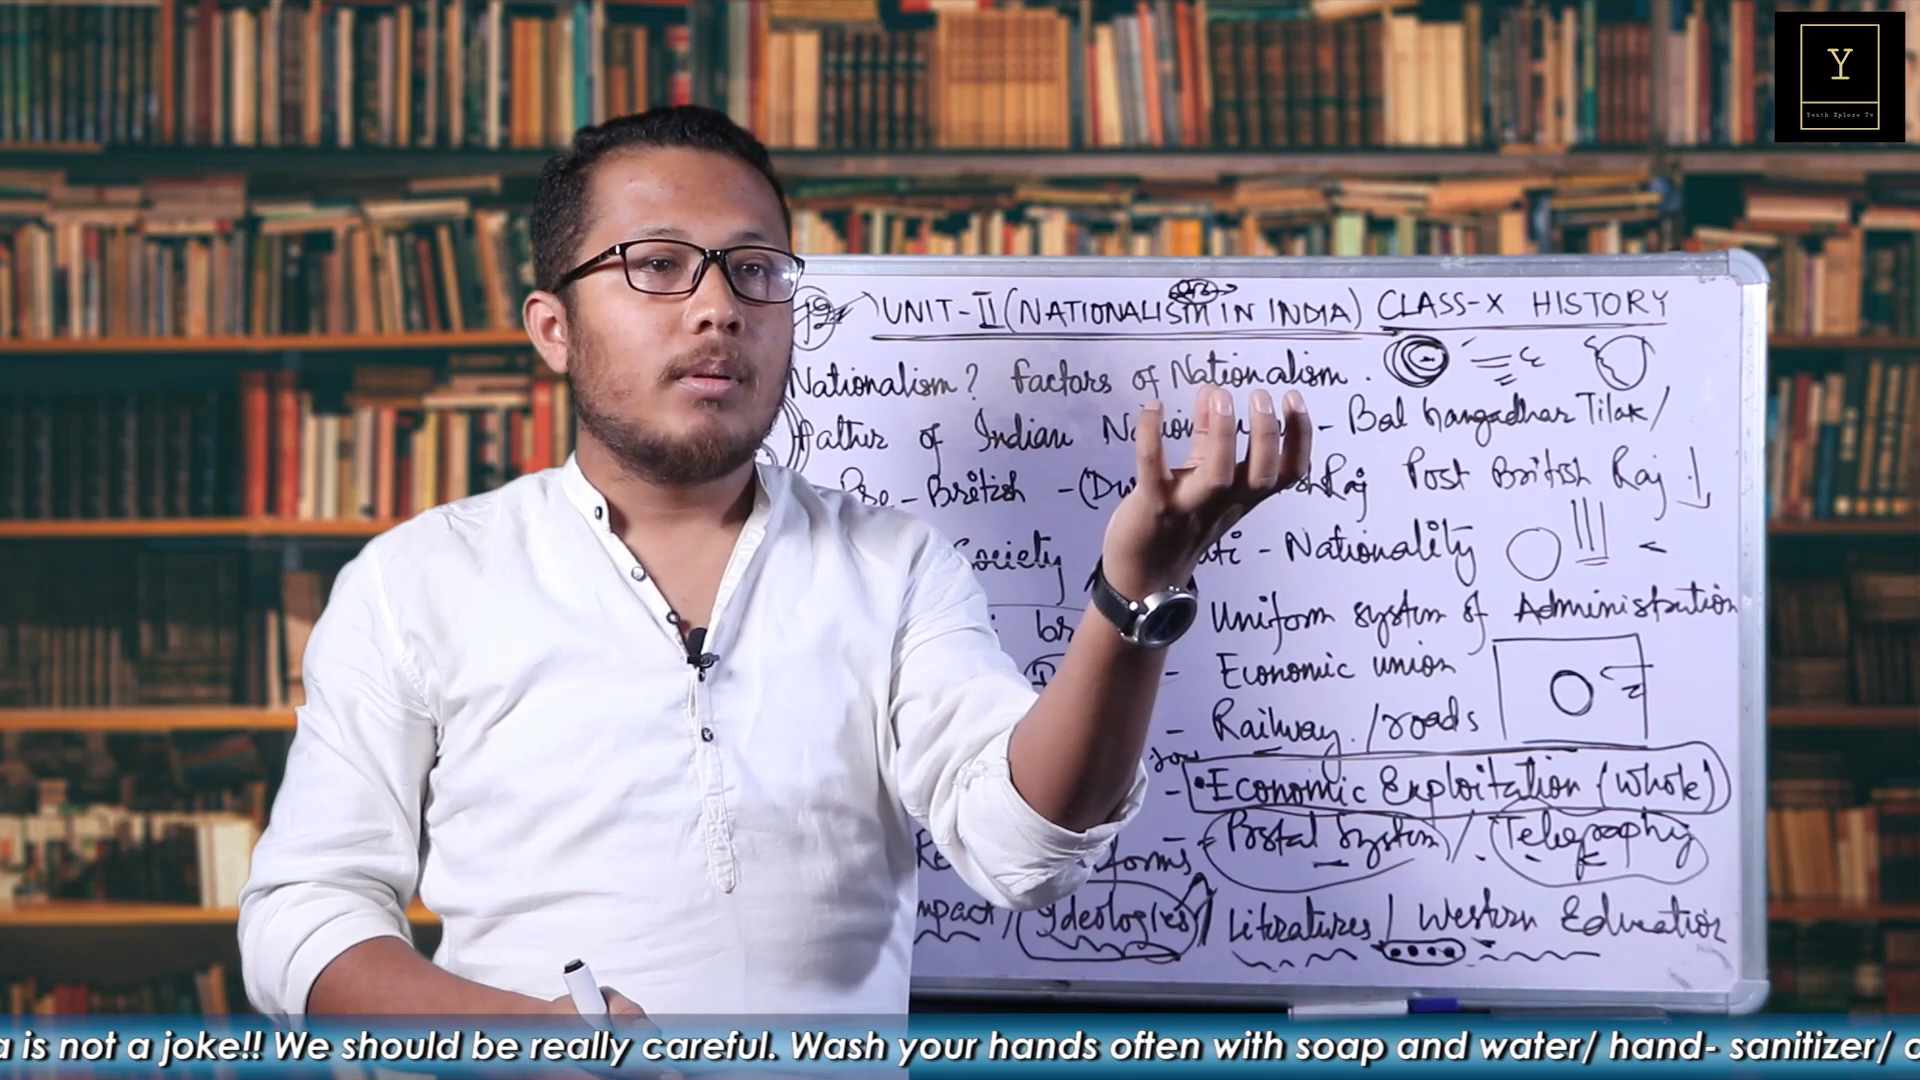 Y
Youth Xplore Tv
UNIT-II (NATIONALISM IN INDIA) CLASS-X HISTORY
Nationalism? Factors of Nationalism.
Father of Indian - Bal Gangadhar Tilak/
Pre-British - Raj Post British Raj
Society - Nationality
Uniform system of Administration
- Economic union
- Railway./roads
- • Economic Exploitation (Whole)
- Postal System / Telegraphy
/ Ideologies / Literatures / Western Education
is not a joke!! We should be really careful. Wash your hands often with soap and water/ hand- sanitizer/